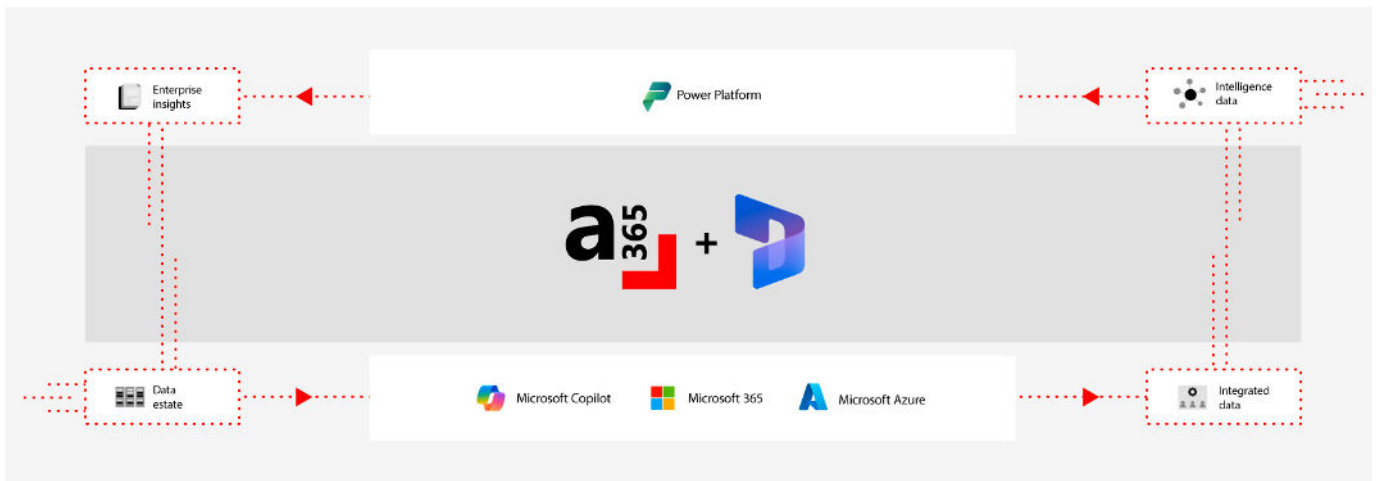 Enterprise
insights
Power Platform
Intelligence
data
a
365
+
Data
estate
Microsoft Copilot
Microsoft 365
Microsoft Azure
Integrated
data